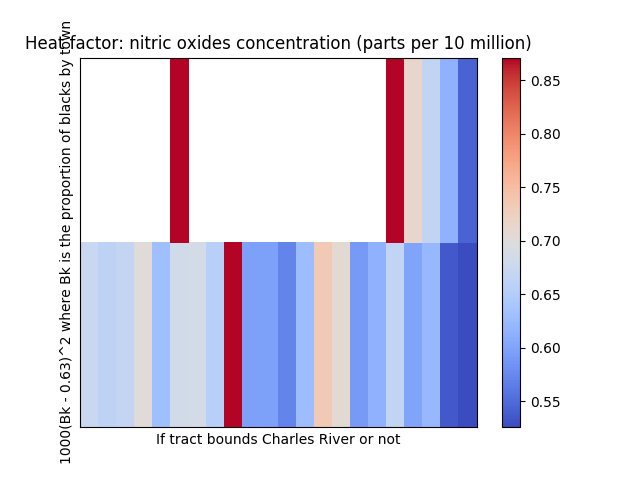 Heat factor: nitric oxides concentration (parts per 10 million)
1000(Bk - 0.63)^2 where Bk is the proportion of blacks by town
0.85
0.80
0.75
0.70
0.65
0.60
0.55
If tract bounds Charles River or not